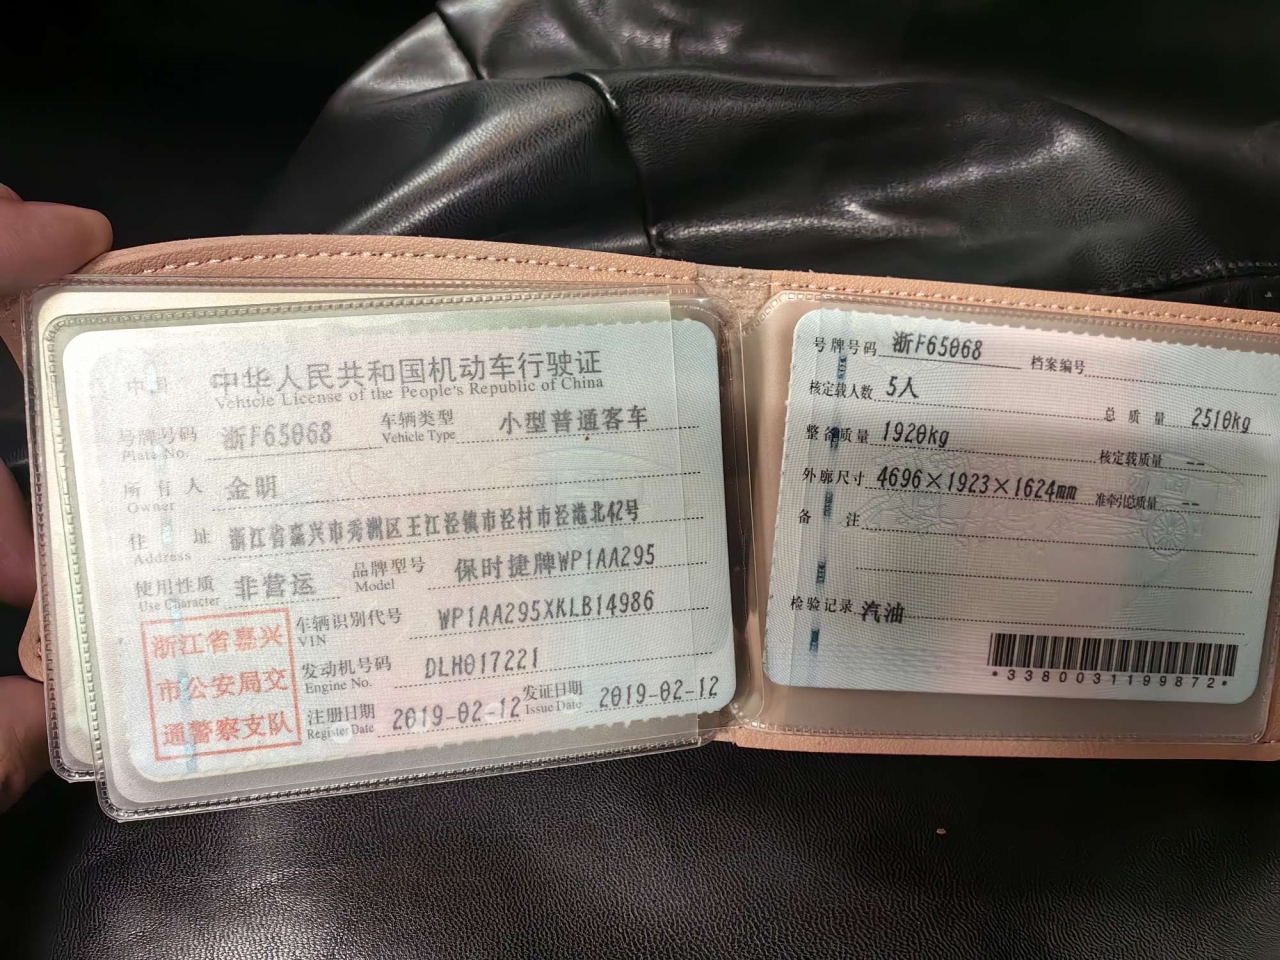 中华人民共和国机动车行驶证
Vehicle License of the People's Republic of China
号牌号码 浙F65068 车辆类型 小型普通客车
Plate No. Vehicle Type
所有人 金明
Owner
住址 浙江省嘉兴市秀洲区王江泾镇市泾村市泾港北42号
Address
使用性质 非营运 品牌型号 保时捷牌WP1AA295
Use Character Model
车辆识别代号 WP1AA295XKLB14986
VIN
发动机号码 DLH017221
Engine No.
注册日期 2019-02-12 发证日期 2019-02-12
Register Date Issue Date
浙江省嘉兴
市公安局交
通警察支队
号牌号码 浙F65068 档案编号
核定载人数 5人 总质量 2510kg
整备质量 1920kg 核定载质量 --
外廓尺寸 4696×1923×1624mm 准牵引总质量 --
备注
检验记录 汽油
*3380031199872*